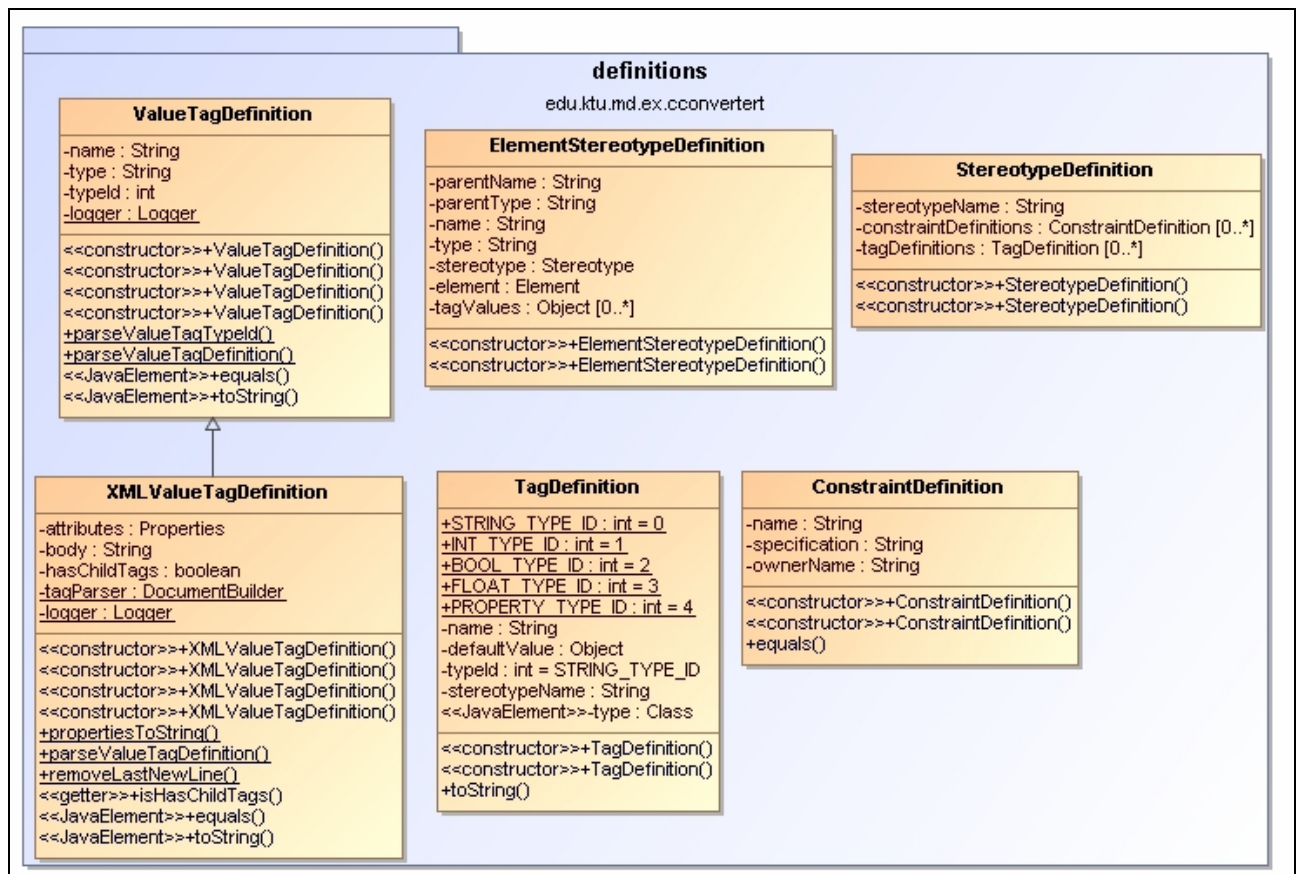 definitions
edu.ktu.md.ex.cconvertert
ValueTagDefinition
-name : String
-type : String
-typeId : int
-logger : Logger
<<constructor>>+ValueTagDefinition()
<<constructor>>+ValueTagDefinition()
<<constructor>>+ValueTagDefinition()
<<constructor>>+ValueTagDefinition()
+parseValueTagTypeId()
+parseValueTagDefinition()
<<JavaElement>>+equals()
<<JavaElement>>+toString()
ElementStereotypeDefinition
-parentName : String
-parentType : String
-name : String
-type : String
-stereotype : Stereotype
-element : Element
-tagValues : Object [0..*]
<<constructor>>+ElementStereotypeDefinition()
<<constructor>>+ElementStereotypeDefinition()
StereotypeDefinition
-stereotypeName : String
-constraintDefinitions : ConstraintDefinition [0..*]
-tagDefinitions : TagDefinition [0..*]
<<constructor>>+StereotypeDefinition()
<<constructor>>+StereotypeDefinition()
XMLValueTagDefinition
-attributes : Properties
-body : String
-hasChildTags : boolean
-tagParser : DocumentBuilder
-logger : Logger
<<constructor>>+XMLValueTagDefinition()
<<constructor>>+XMLValueTagDefinition()
<<constructor>>+XMLValueTagDefinition()
<<constructor>>+XMLValueTagDefinition()
+propertiesToString()
+parseValueTagDefinition()
+removeLastNewLine()
<<getter>>+isHasChildTags()
<<JavaElement>>+equals()
<<JavaElement>>+toString()
TagDefinition
+STRING_TYPE_ID : int = 0
+INT_TYPE_ID : int = 1
+BOOL_TYPE_ID : int = 2
+FLOAT_TYPE_ID : int = 3
+PROPERTY_TYPE_ID : int = 4
-name : String
-defaultValue : Object
-typeId : int = STRING_TYPE_ID
-stereotypeName : String
<<JavaElement>>-type : Class
<<constructor>>+TagDefinition()
<<constructor>>+TagDefinition()
+toString()
ConstraintDefinition
-name : String
-specification : String
-ownerName : String
<<constructor>>+ConstraintDefinition()
<<constructor>>+ConstraintDefinition()
+equals()